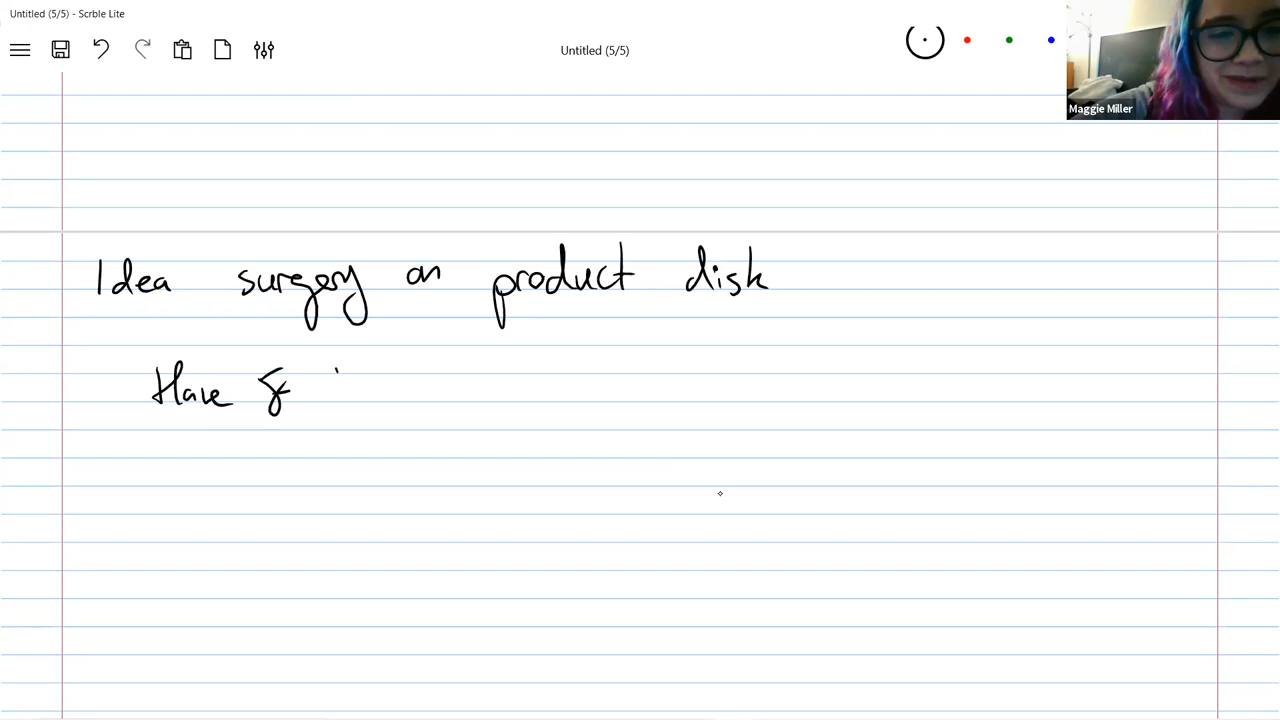 Untitled (5/5) - Scrble Lite
Untitled (5/5)
Maggie Miller
Idea surgery on product disk
Have